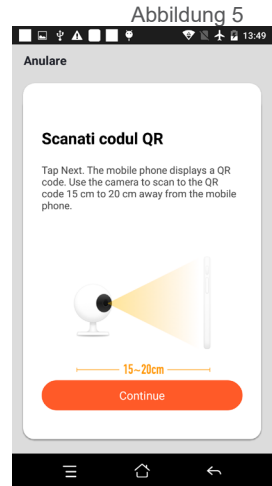 Abbildung 5
13:49
Anulare
Scanati codul QR
Tap Next. The mobile phone displays a QR
code. Use the camera to scan to the QR
code 15 cm to 20 cm away from the mobile
phone.
15~20cm
Continue